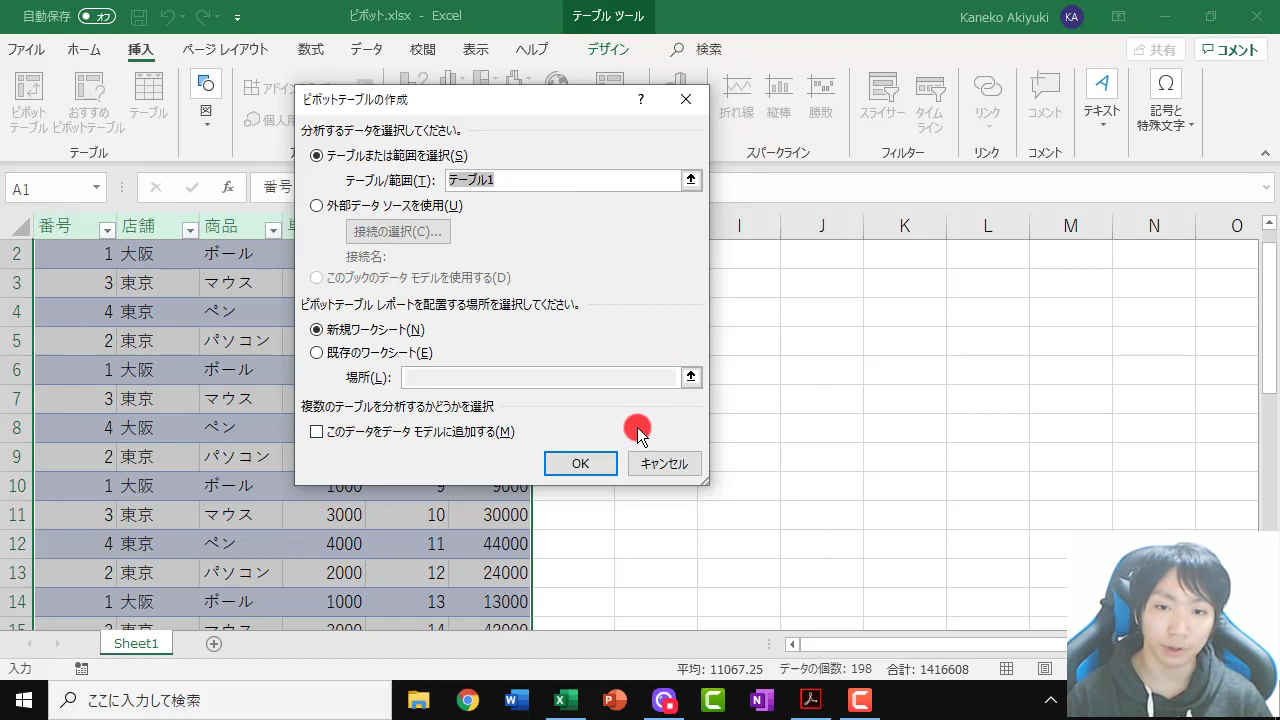 自動保存 オフ ピボット.xlsx - Excel テーブル ツール Kaneko Akiyuki KA
ファイル ホーム 挿入 ページ レイアウト 数式 データ 校閲 表示 ヘルプ デザイン 検索 共有 コメント
ピボット
テーブル
おすすめ
ピボットテーブル
テーブル
図
アドイン
個人用
折れ線
縦棒
勝敗
スライサー
タイム
ライン
リンク
コメント
テキスト
記号と
特殊文字
テーブル スパークライン フィルター リンク コメント
A1 fx 番号
ピボットテーブルの作成 ?
分析するデータを選択してください。
テーブルまたは範囲を選択(S)
テーブル/範囲(T): テーブル1
外部データ ソースを使用(U)
接続の選択(C)...
接続名:
このブックのデータ モデルを使用する(D)
ピボットテーブル レポートを配置する場所を選択してください。
新規ワークシート(N)
既存のワークシート(E)
場所(L):
複数のテーブルを分析するかどうかを選択
このデータをデータ モデルに追加する(M)
OK キャンセル
番号 店舗 商品 I J K L M N O
2 1 大阪 ボール
3 3 東京 マウス
4 4 東京 ペン
5 2 東京 パソコン
6 1 大阪 ボール
7 3 東京 マウス
8 4 東京 ペン
9 2 東京 パソコン
10 1 大阪 ボール 1000 9 9000
11 3 東京 マウス 3000 10 30000
12 4 東京 ペン 4000 11 44000
13 2 東京 パソコン 2000 12 24000
14 1 大阪 ボール 1000 13 13000
15 3 東京 マウス 3000 14 42000
Sheet1
入力 平均: 11067.25 データの個数: 198 合計: 1416608
ここに入力して検索